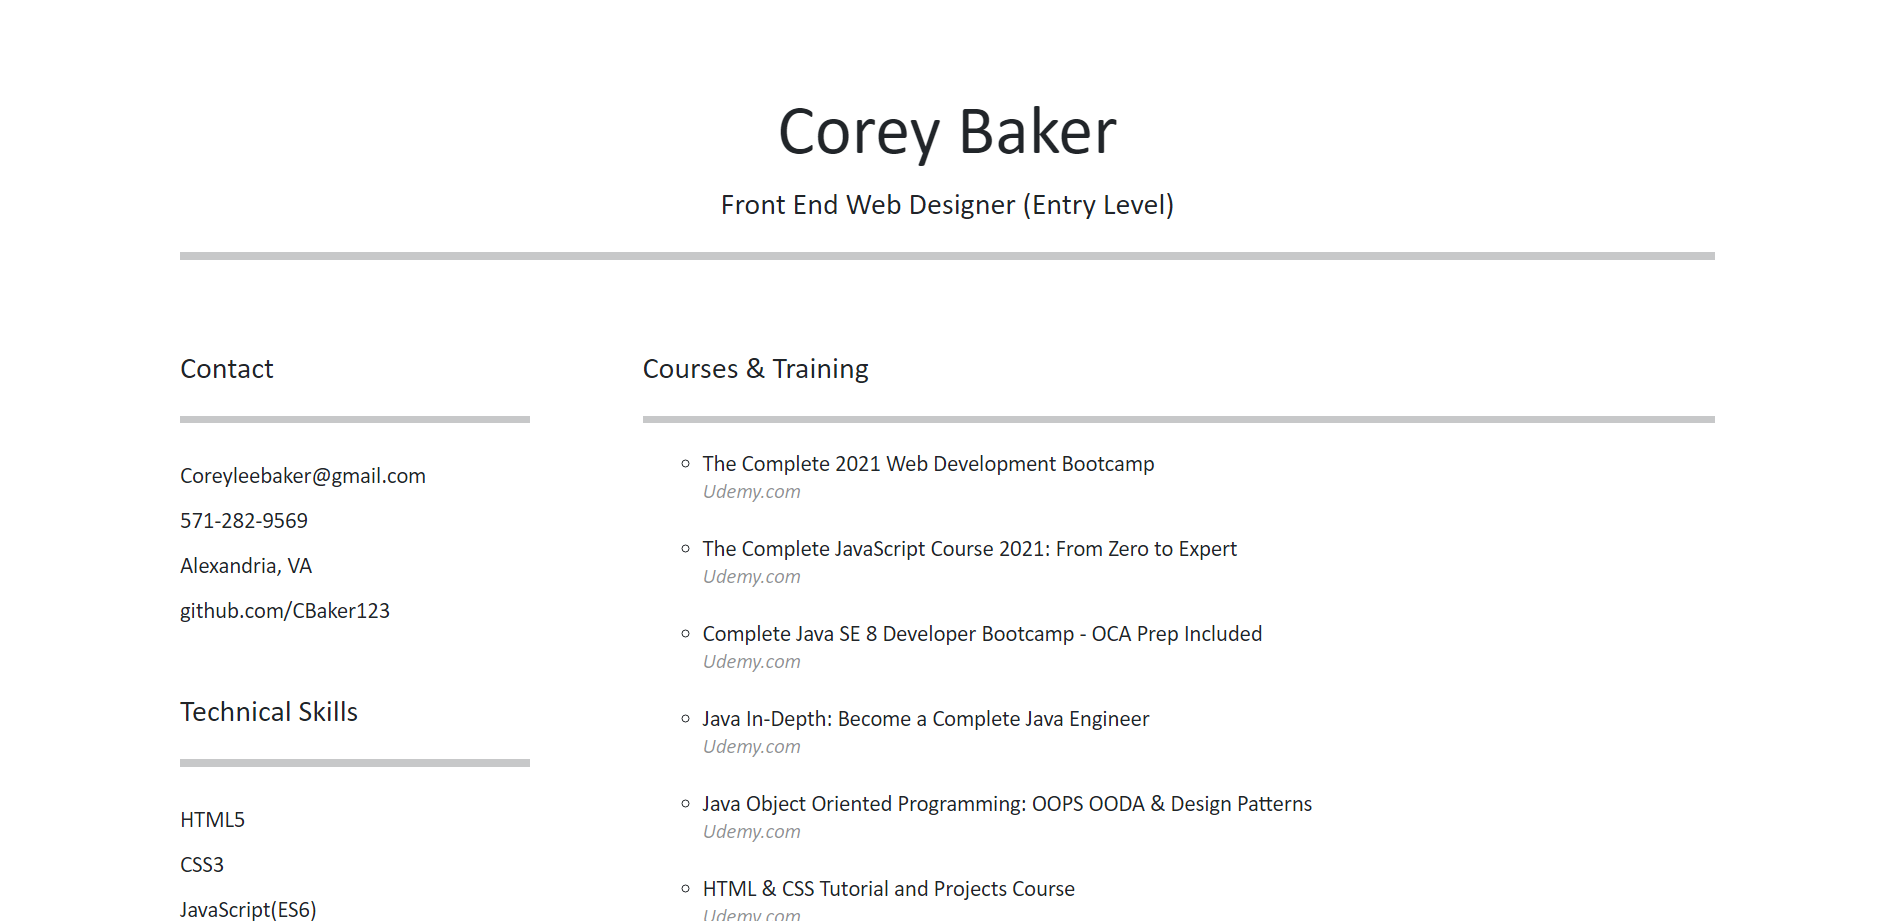 Corey Baker
Front End Web Designer (Entry Level)
Contact
Coreyleebaker@gmail.com
571-282-9569
Alexandria, VA
github.com/CBaker123
Technical Skills
HTML5
CSS3
JavaScript(ES6)
Courses & Training
The Complete 2021 Web Development Bootcamp
Udemy.com
The Complete JavaScript Course 2021: From Zero to Expert
Udemy.com
Complete Java SE 8 Developer Bootcamp - OCA Prep Included
Udemy.com
Java In-Depth: Become a Complete Java Engineer
Udemy.com
Java Object Oriented Programming: OOPS OODA & Design Patterns
Udemy.com
HTML & CSS Tutorial and Projects Course
Udemy.com